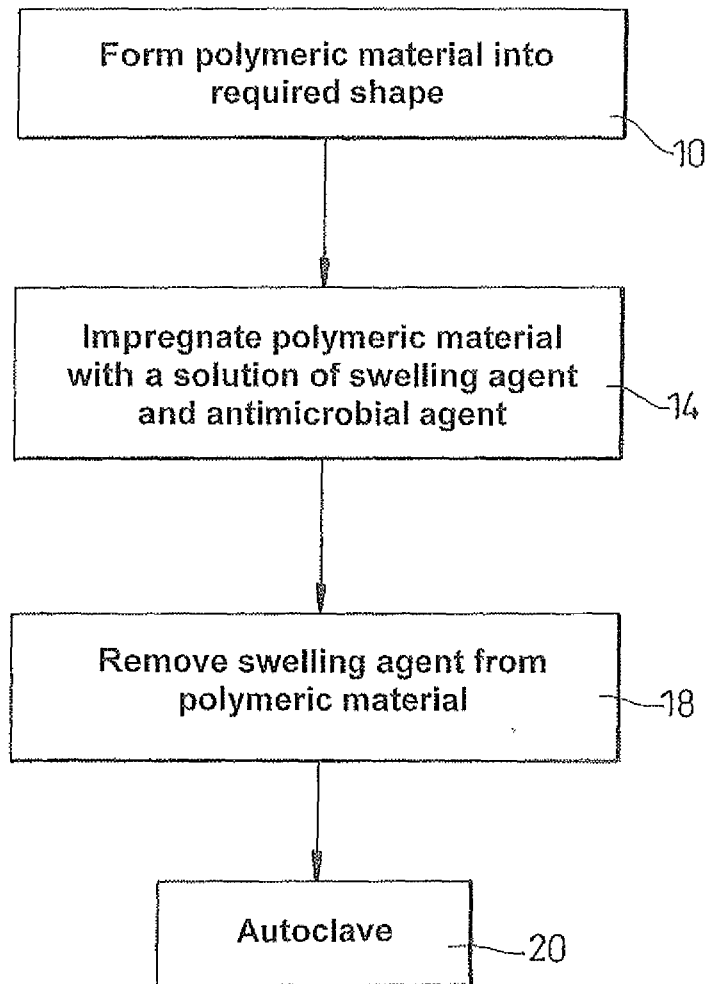 Form polymeric material into
required shape
10
Impregnate polymeric material
with a solution of swelling agent
and antimicrobial agent
14
Remove swelling agent from
polymeric material
18
Autoclave
20